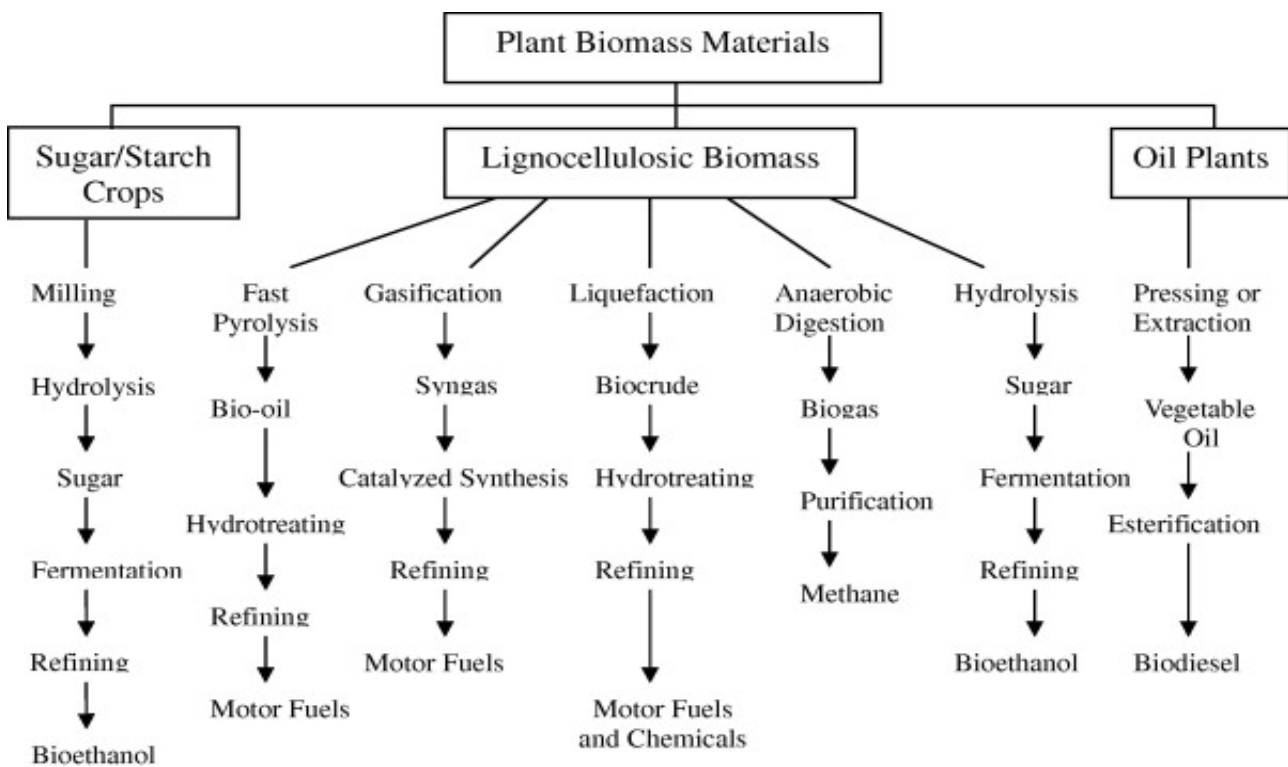 Plant Biomass Materials
Sugar/Starch
Crops
Lignocellulosic Biomass
Oil Plants
Milling
Hydrolysis
Sugar
Fermentation
Refining
Bioethanol
Fast
Pyrolysis
Bio-oil
Hydrotreating
Refining
Motor Fuels
Gasification
Syngas
Catalyzed Synthesis
Refining
Motor Fuels
Liquefaction
Biocrude
Hydrotreating
Refining
Motor Fuels
and Chemicals
Anaerobic
Digestion
Biogas
Purification
Methane
Hydrolysis
Sugar
Fermentation
Refining
Bioethanol
Pressing or
Extraction
Vegetable
Oil
Esterification
Biodiesel